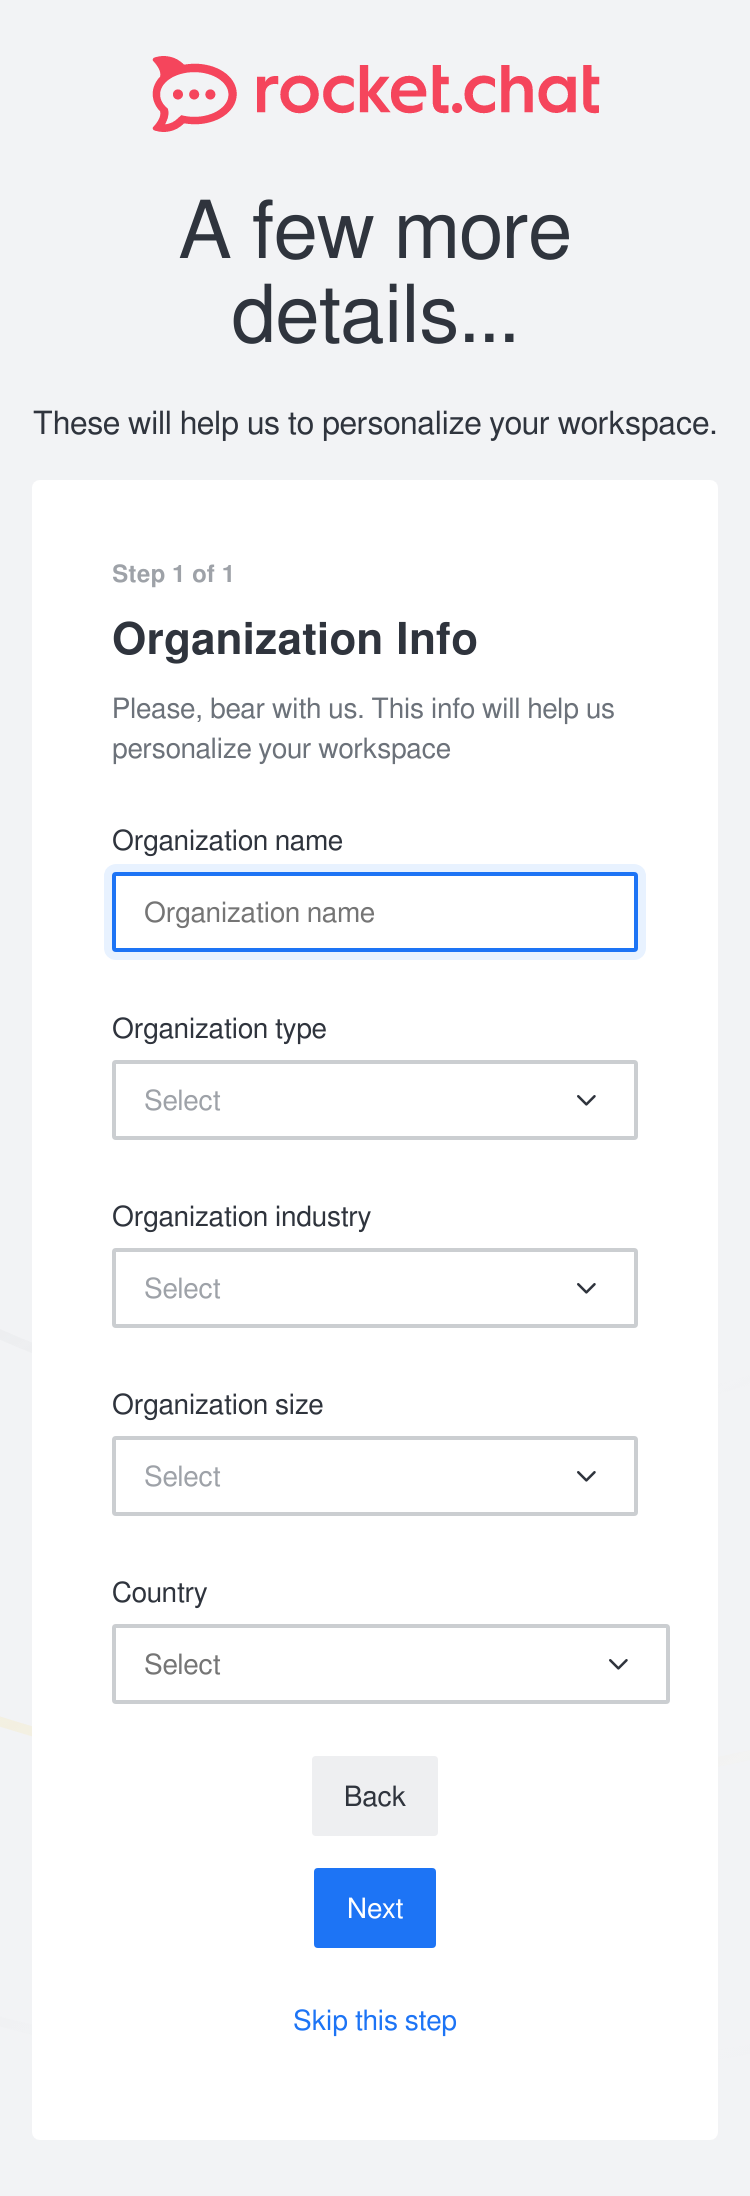 rocket.chat
A few more
details...
These will help us to personalize your workspace.
Step 1 of 1
Organization Info
Please, bear with us. This info will help us
personalize your workspace
Organization name
Organization name
Organization type
Select
Organization industry
Select
Organization size
Select
Country
Select
Back
Next
Skip this step